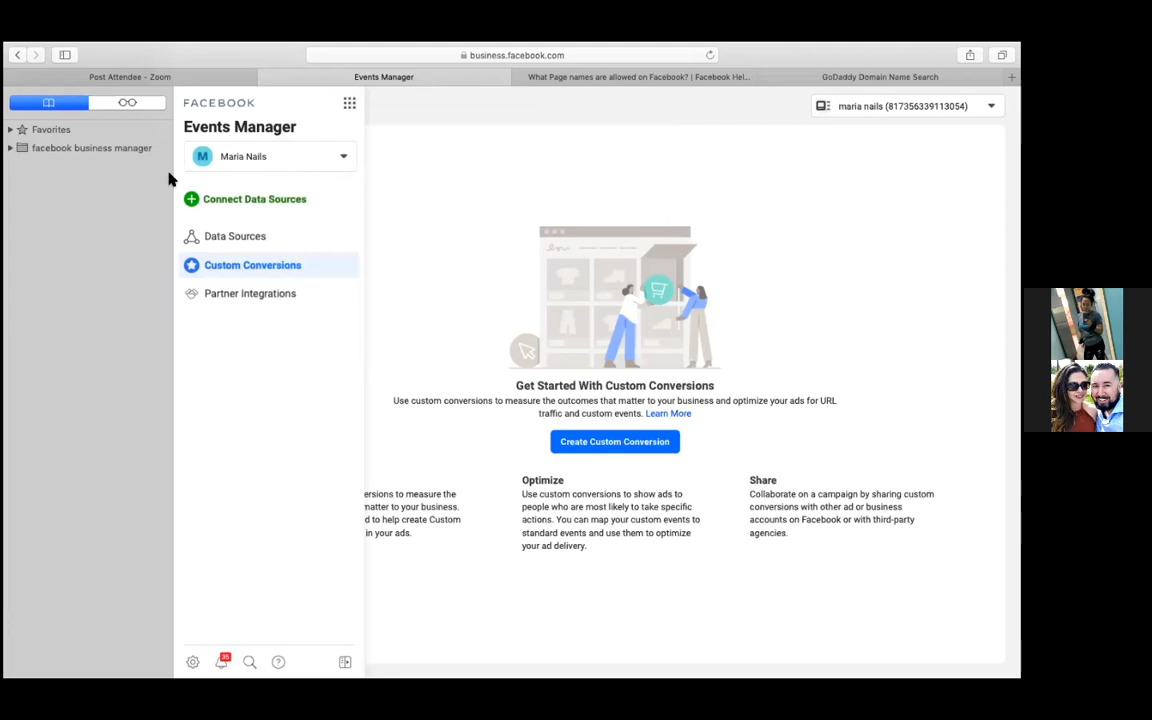 business.facebook.com
Post Attendee - Zoom
Events Manager
What Page names are allowed on Facebook? | Facebook Hel...
GoDaddy Domain Name Search
Favorites
facebook business manager
FACEBOOK
Events Manager
M Maria Nails
Connect Data Sources
Data Sources
Custom Conversions
Partner Integrations
35
maria nails (817356339113054)
Get Started With Custom Conversions
Use custom conversions to measure the outcomes that matter to your business and optimize your ads for URL
traffic and custom events. Learn More
Create Custom Conversion
ersions to measure the
matter to your business.
d to help create Custom
in your ads.
Optimize
Use custom conversions to show ads to
people who are most likely to take specific
actions. You can map your custom events to
standard events and use them to optimize
your ad delivery.
Share
Collaborate on a campaign by sharing custom
conversions with other ad or business
accounts on Facebook or with third-party
agencies.